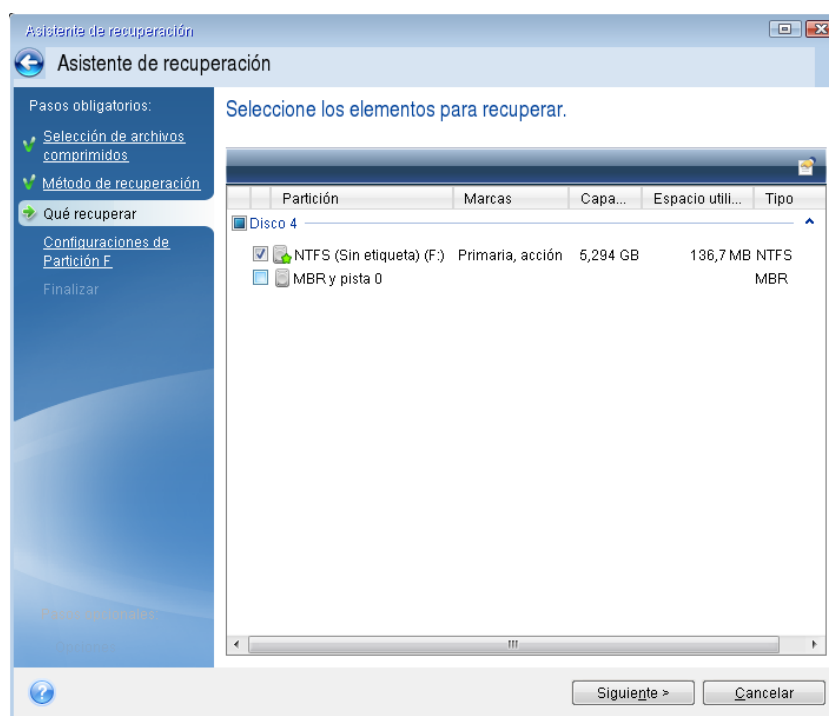 Asistente de recuperación
Asistente de recuperación
Pasos obligatorios:
Selección de archivos
comprimidos
Método de recuperación
Qué recuperar
Configuraciones de
Partición F
Finalizar
Seleccione los elementos para recuperar.
Partición Marcas Capa... Espacio utili... Tipo
Disco 4
NTFS (Sin etiqueta) (F:) Primaria, acción 5,294 GB 136,7 MB NTFS
MBR y pista 0 MBR
Siguiente > Cancelar